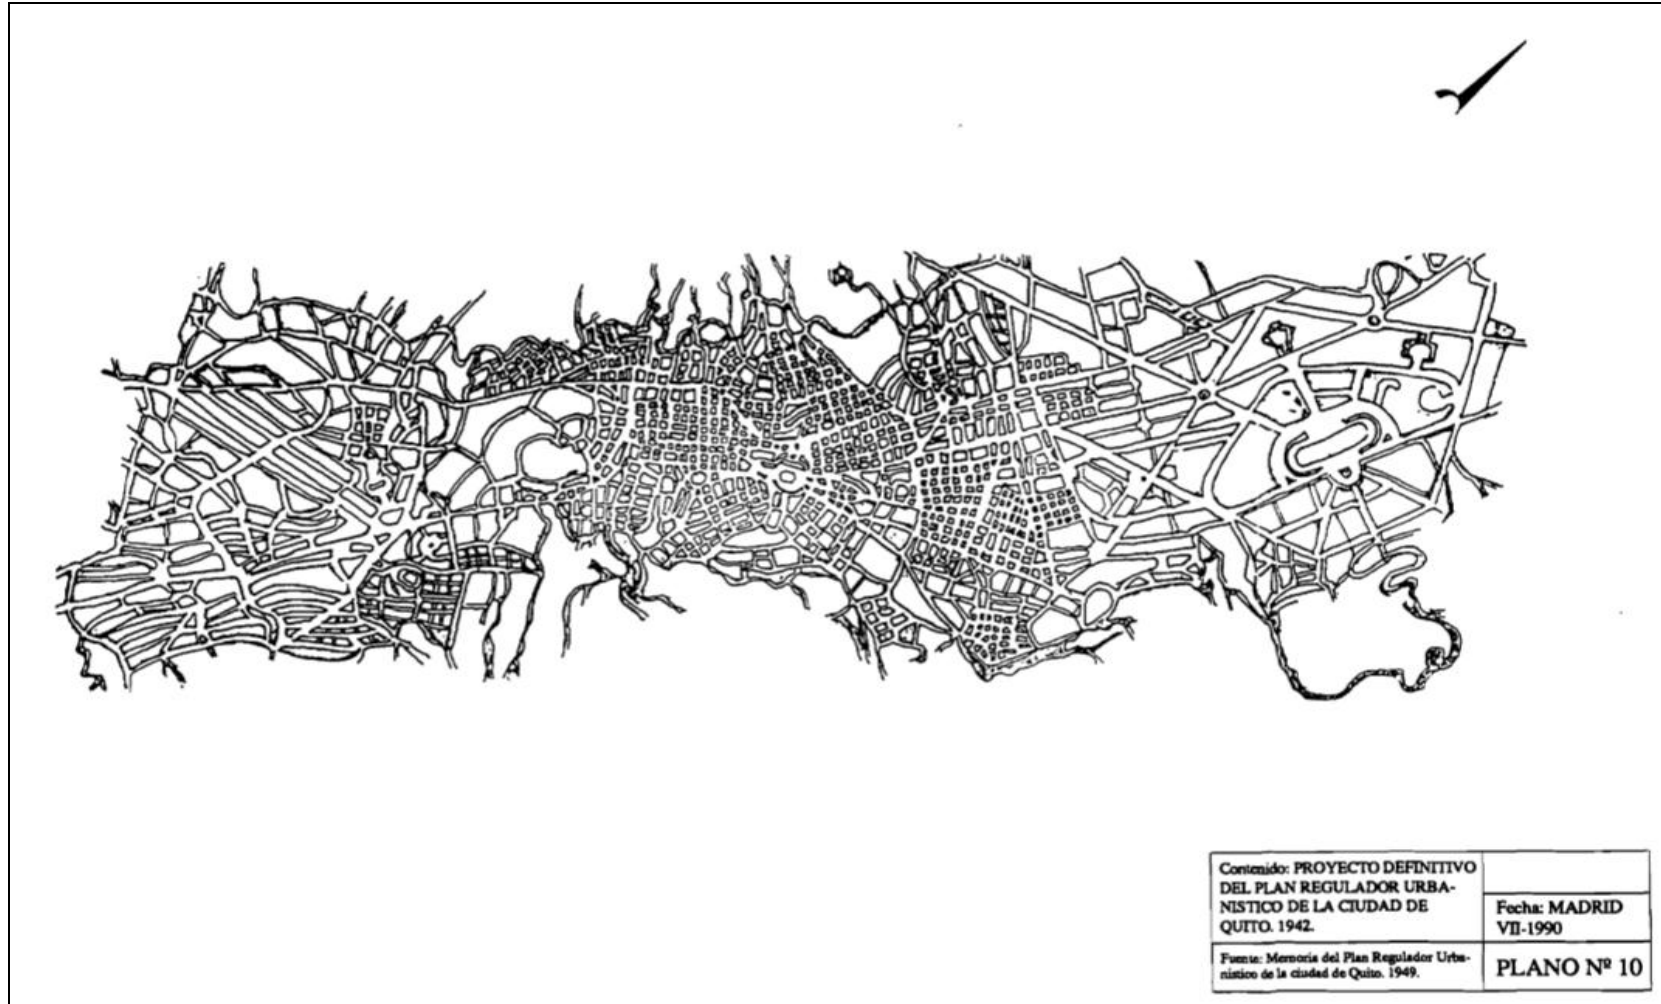 Contenido: PROYECTO DEFINITIVO
DEL PLAN REGULADOR URBA-
NISTICO DE LA CIUDAD DE
QUITO. 1942.
Fecha: MADRID
VII-1990
Fuente: Memoria del Plan Regulador Urba-
nistico de la ciudad de Quito. 1949.
PLANO Nº 10